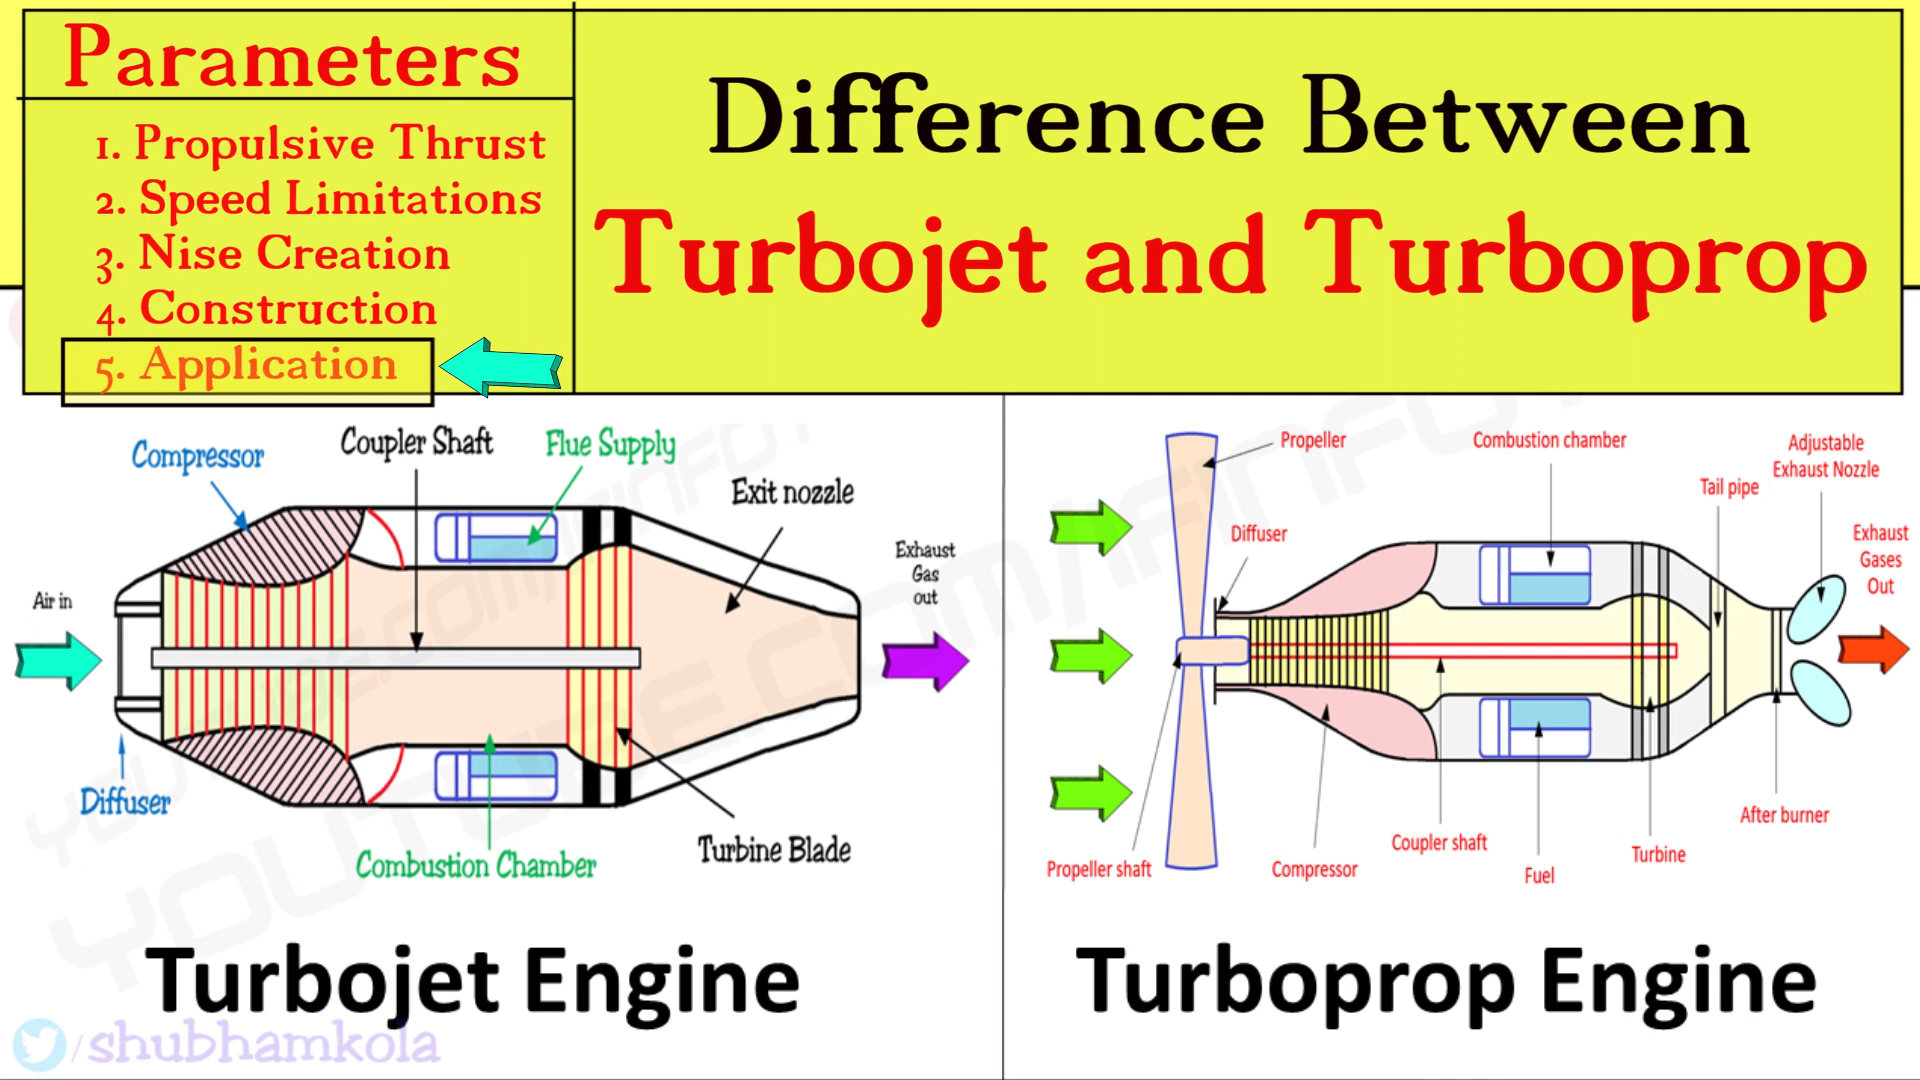 Parameters
1. Propulsive Thrust
2. Speed Limitations
3. Nise Creation
4. Construction
5. Application
Difference Between
Turbojet and Turboprop
Compressor
Coupler Shaft
Flue Supply
Exit nozzle
Air in
Exhaust
Gas
out
Diffuser
Combustion Chamber
Turbine Blade
Turbojet Engine
/shubhamkola
Propeller
Combustion chamber
Adjustable
Exhaust Nozzle
Tail pipe
Diffuser
Exhaust
Gases
Out
Propeller shaft
Compressor
Coupler shaft
Fuel
Turbine
After burner
Turboprop Engine